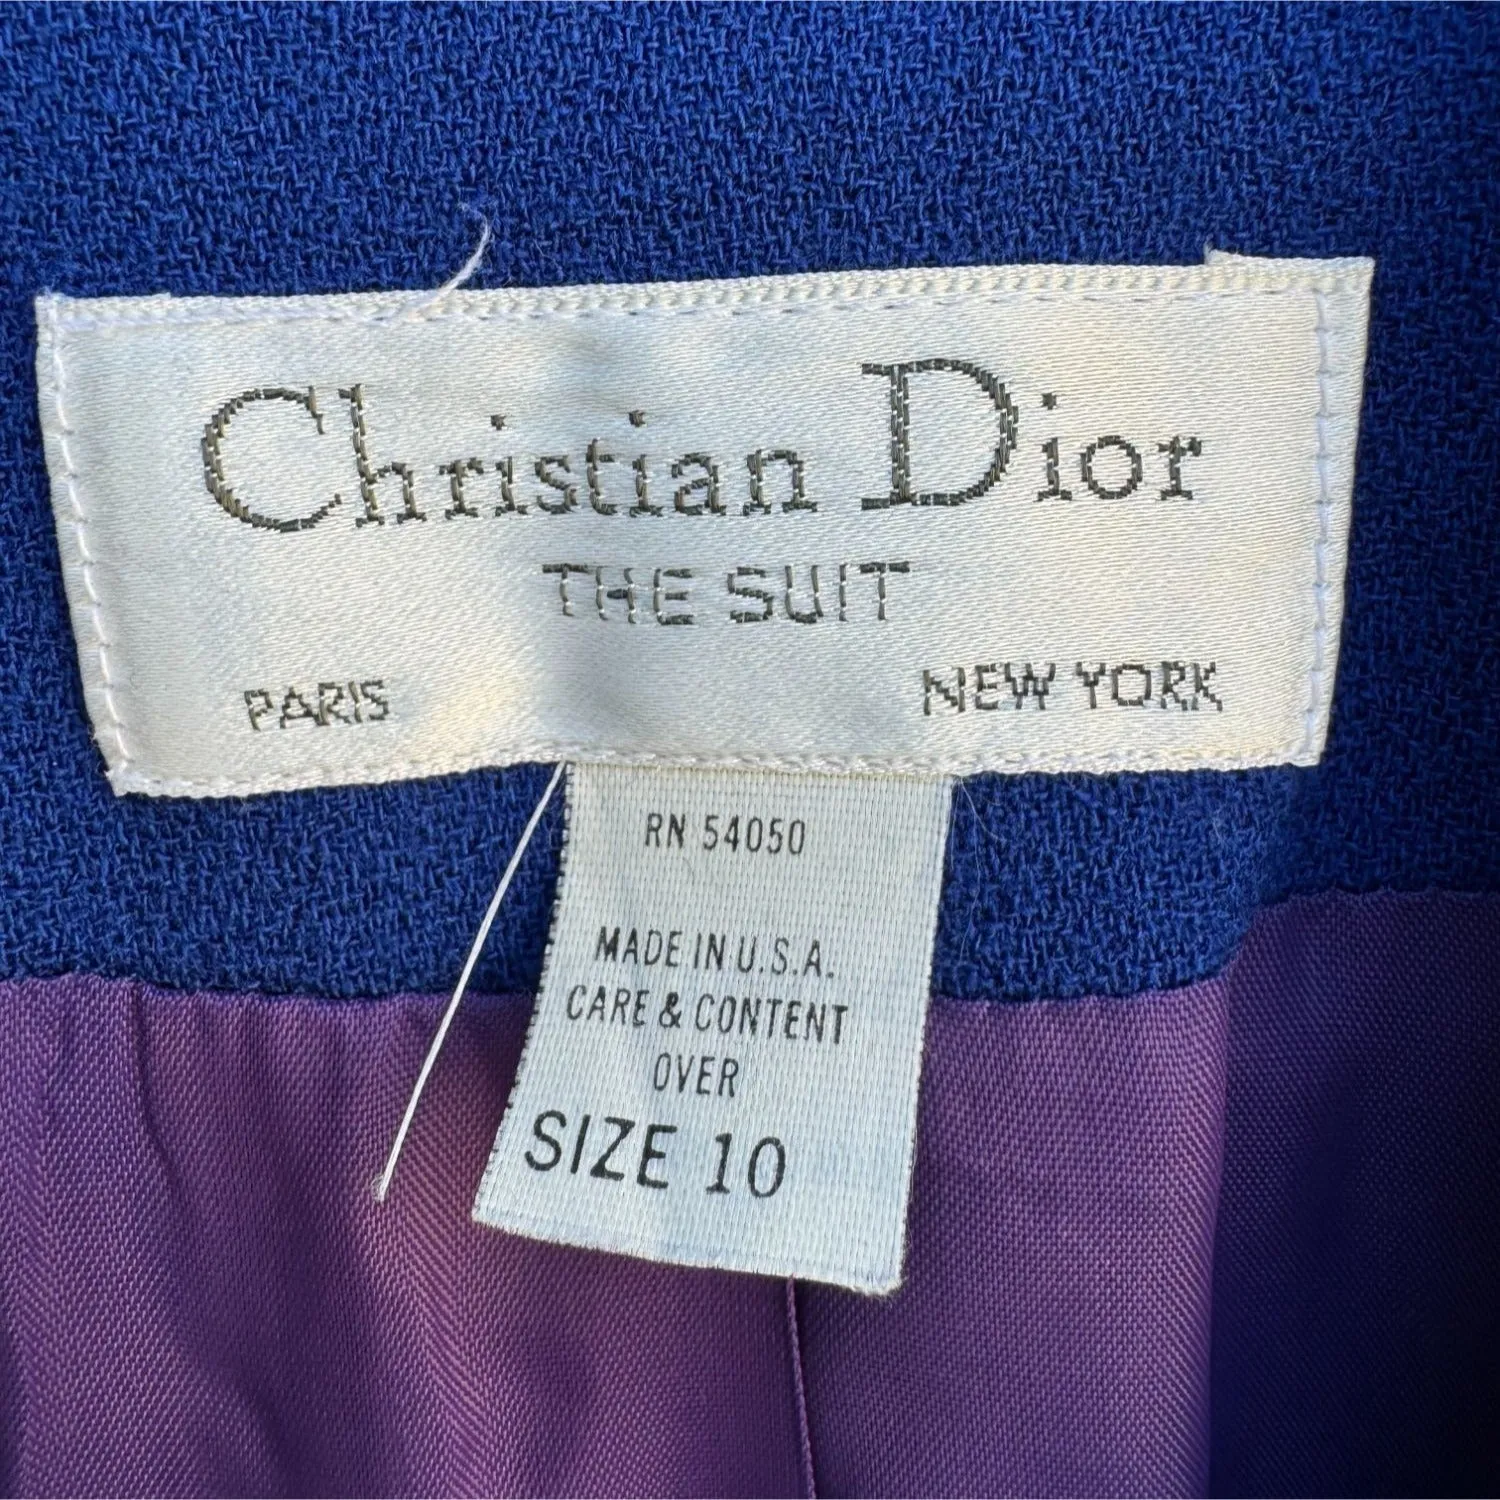 Christian Dior
THE SUIT
PARIS NEW YORK
RN 54050
MADE IN U.S.A.
CARE & CONTENT
OVER
SIZE 10